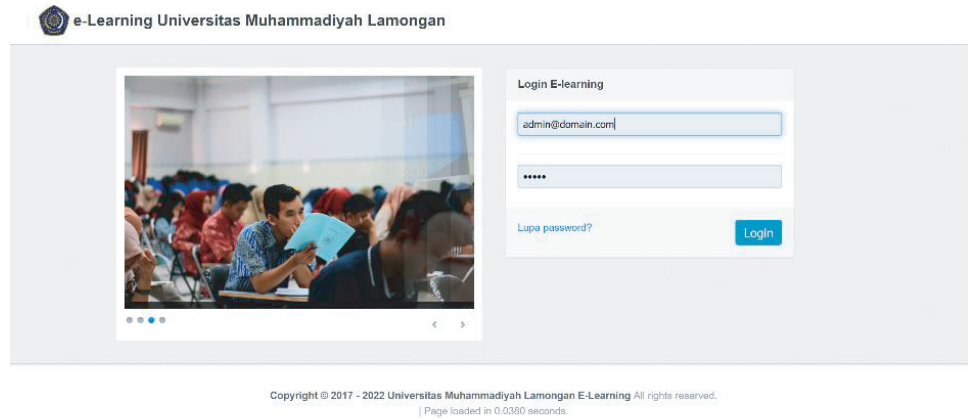 e-Learning Universitas Muhammadiyah Lamongan
Login E-learning
admin@domain.com
•••••
Lupa password?
Login
Copyright © 2017 - 2022 Universitas Muhammadiyah Lamongan E-Learning All rights reserved.
| Page loaded in 0.0380 seconds.